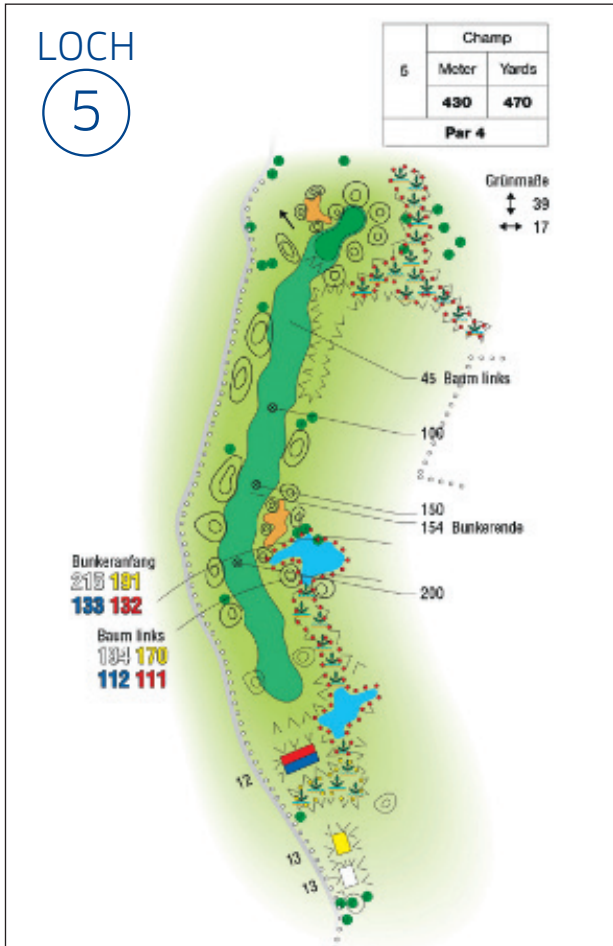 LOCH
5
Champ
5 Meter Yards
430 470
Par 4
Grünmaße
39
17
45 Baum links
100
150
154 Bunkerende
200
Bunkeranfang
215 191
133 132
Baum links
194 170
112 111
12
13
13